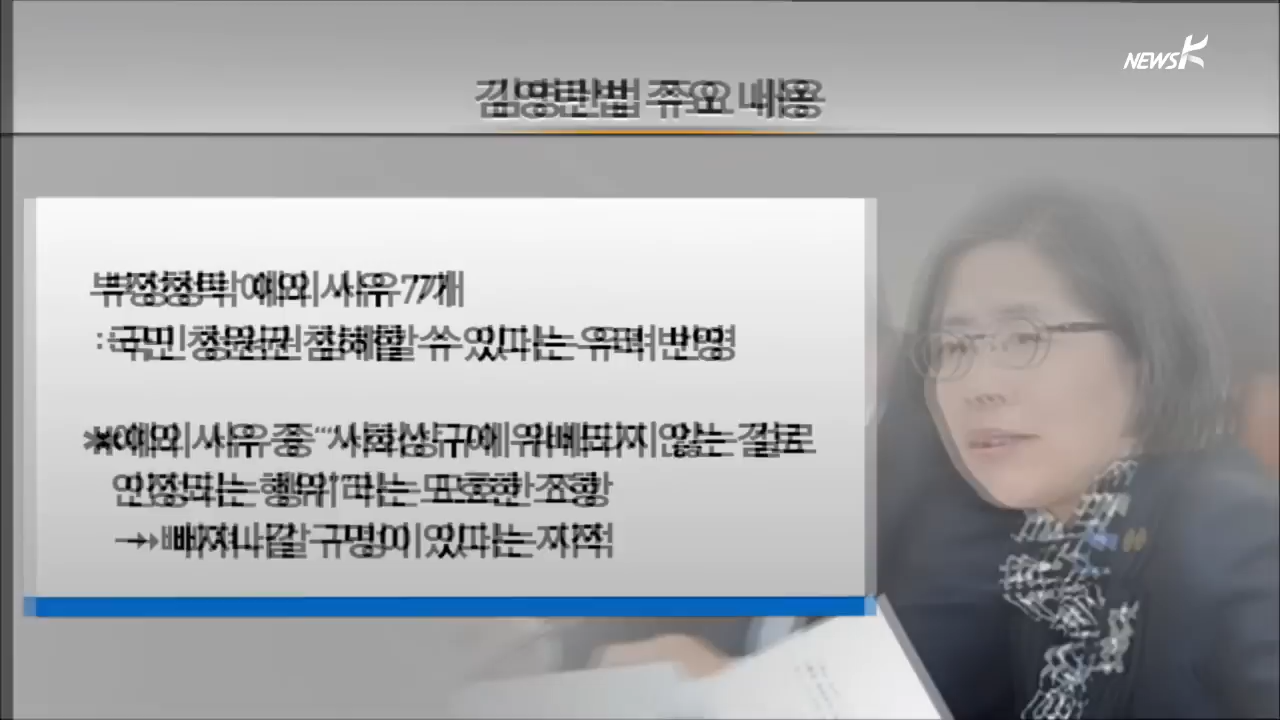 NEWS K
김영란법 주요 내용
부정청탁 예외 사유 7개
: 국민 청원권 침해할 수 있다는 우려 반영
※예외 사유 중 “사회상규에 위배되지 않는 걸로
인정되는 행위”라는 모호한 조항
→ 빠져나갈 구멍이 있다는 지적